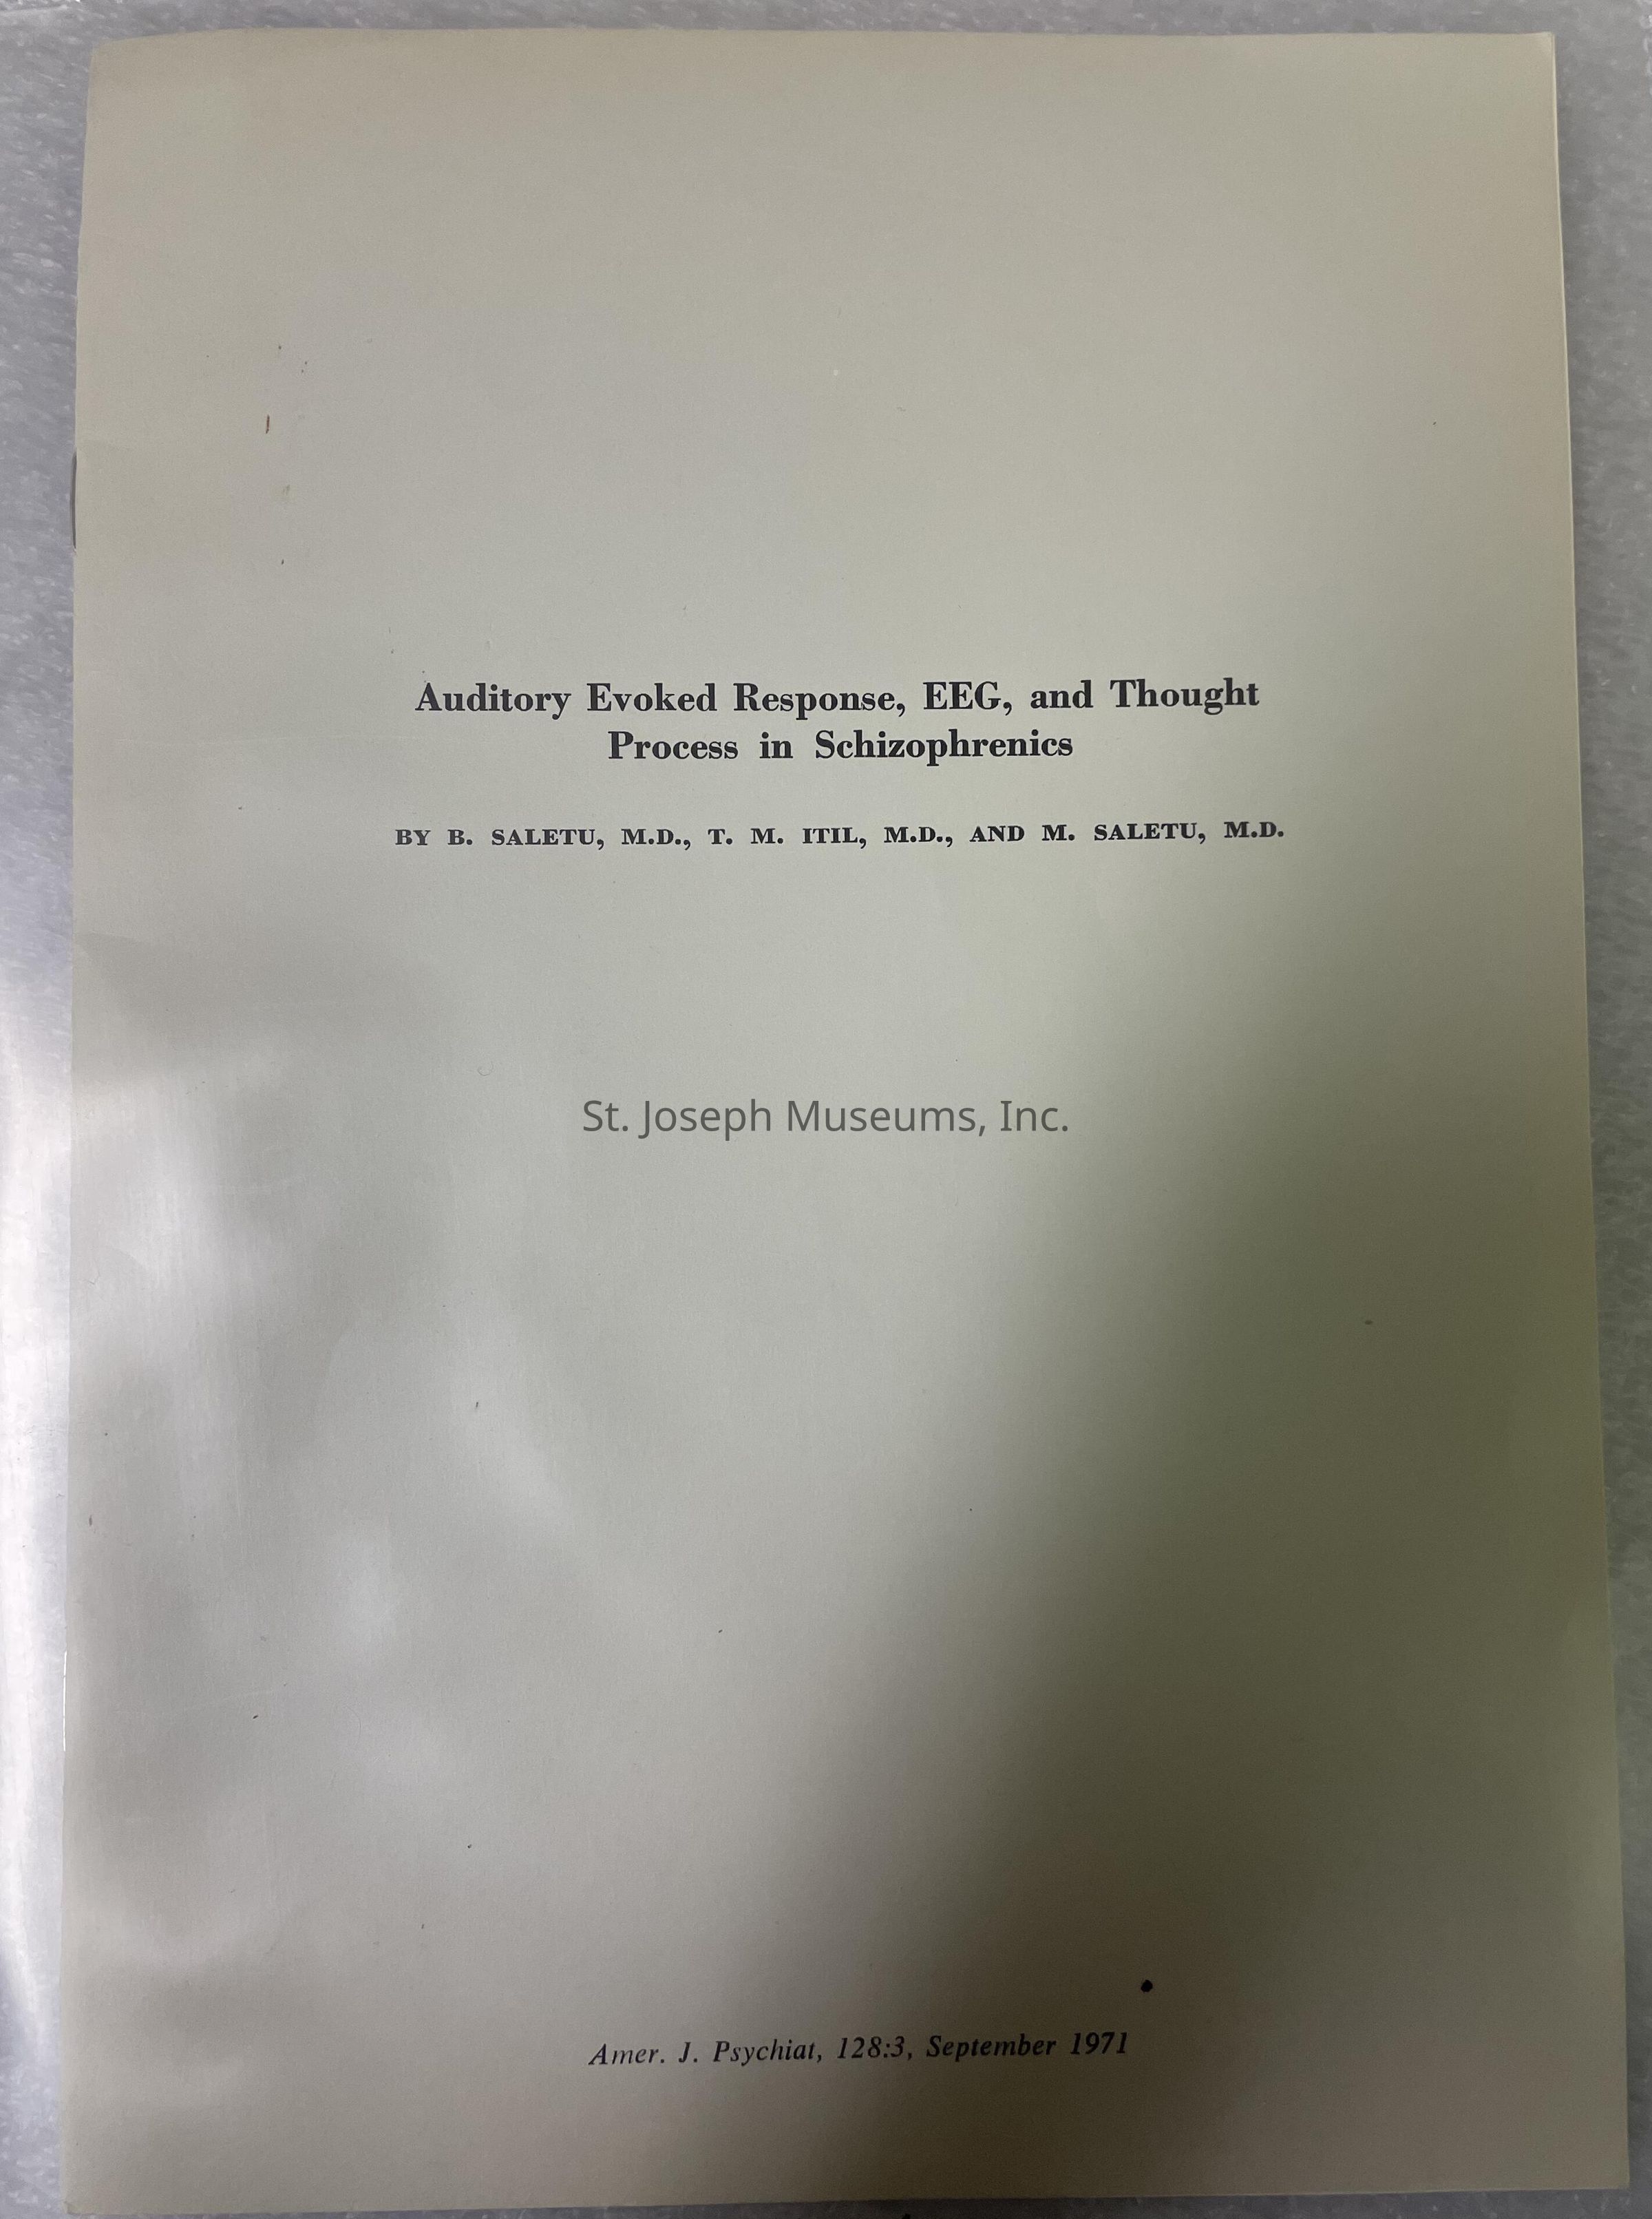 Auditory Evoked Response, EEG, and Thought
Process in Schizophrenics
BY B. SALETU, M.D., T. M. ITIL, M.D., AND M. SALETU, M.D.
St. Joseph Museums, Inc.
Amer. J. Psychiat, 128:3, September 1971